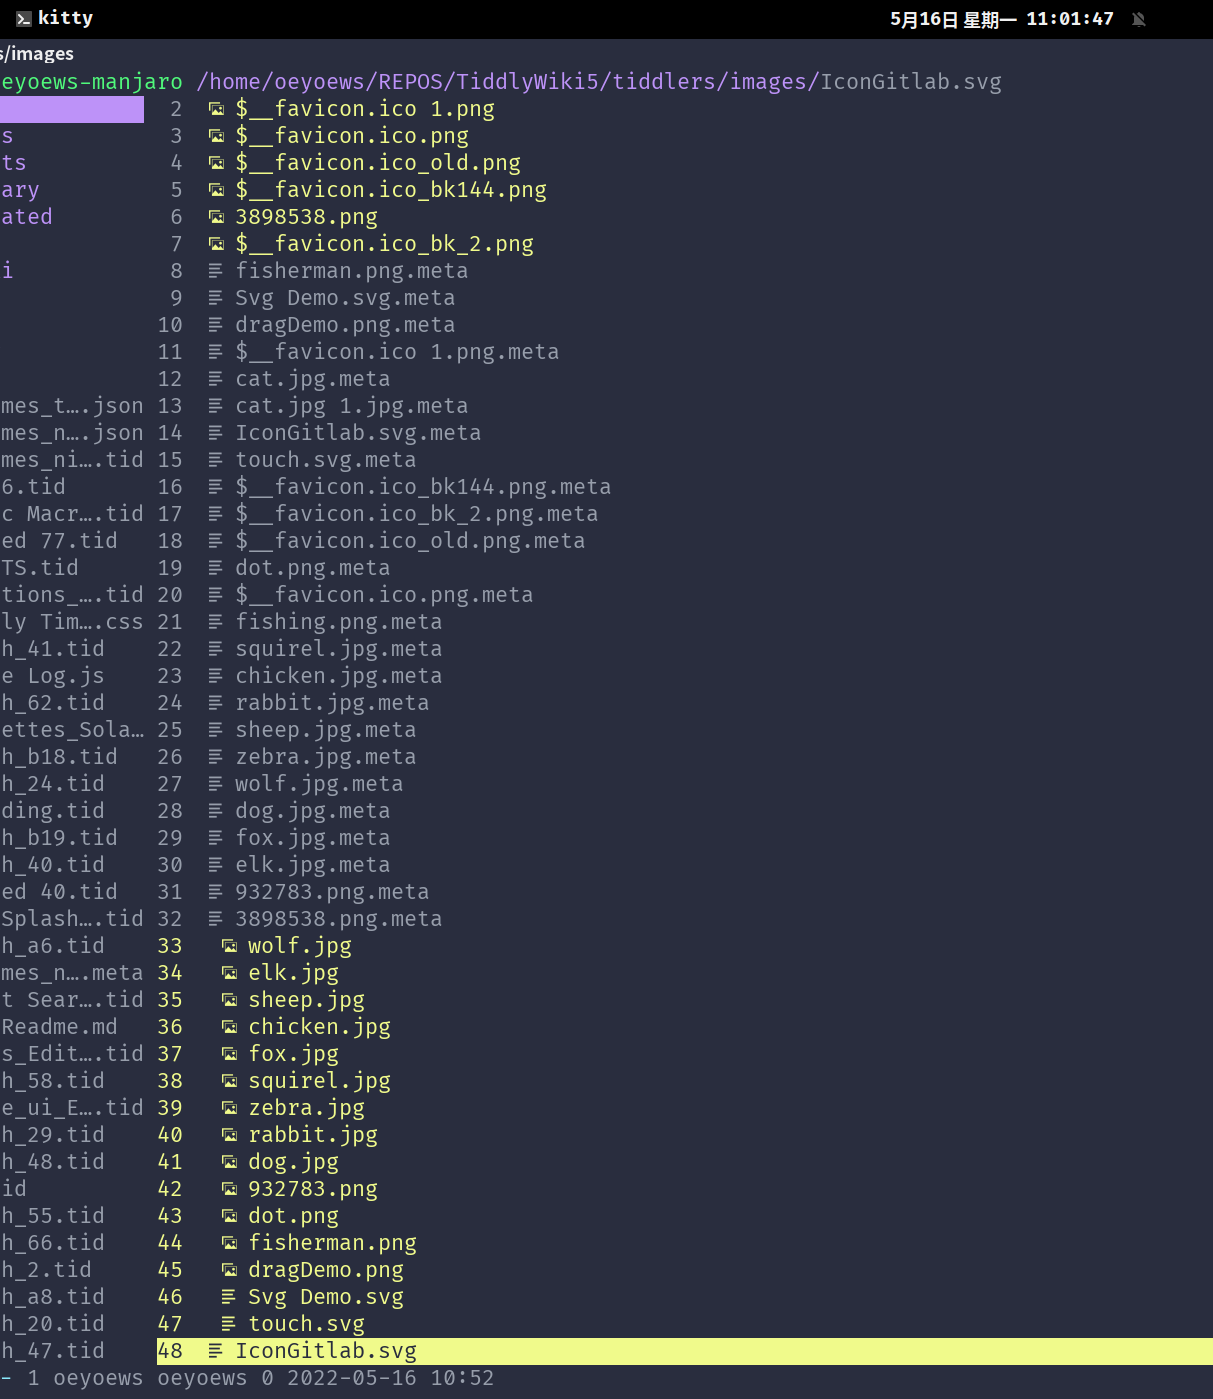 kitty 5月16日 星期一 11:01:47
s/images
eyoews-manjaro /home/oeyoews/REPOS/TiddlyWiki5/tiddlers/images/IconGitlab.svg
2 $__favicon.ico 1.png
s 3 $__favicon.ico.png
ts 4 $__favicon.ico_old.png
ary 5 $__favicon.ico_bk144.png
ated 6 3898538.png
7 $__favicon.ico_bk_2.png
i 8 fisherman.png.meta
9 Svg Demo.svg.meta
10 dragDemo.png.meta
11 $__favicon.ico 1.png.meta
12 cat.jpg.meta
mes_t….json 13 cat.jpg 1.jpg.meta
mes_n….json 14 IconGitlab.svg.meta
mes_ni….tid 15 touch.svg.meta
6.tid 16 $__favicon.ico_bk144.png.meta
c Macr….tid 17 $__favicon.ico_bk_2.png.meta
ed 77.tid 18 $__favicon.ico_old.png.meta
TS.tid 19 dot.png.meta
tions_….tid 20 $__favicon.ico.png.meta
ly Tim….css 21 fishing.png.meta
h_41.tid 22 squirel.jpg.meta
e Log.js 23 chicken.jpg.meta
h_62.tid 24 rabbit.jpg.meta
ettes_Sola… 25 sheep.jpg.meta
h_b18.tid 26 zebra.jpg.meta
h_24.tid 27 wolf.jpg.meta
ding.tid 28 dog.jpg.meta
h_b19.tid 29 fox.jpg.meta
h_40.tid 30 elk.jpg.meta
ed 40.tid 31 932783.png.meta
Splash….tid 32 3898538.png.meta
h_a6.tid 33 wolf.jpg
mes_n….meta 34 elk.jpg
t Sear….tid 35 sheep.jpg
Readme.md 36 chicken.jpg
s_Edit….tid 37 fox.jpg
h_58.tid 38 squirel.jpg
e_ui_E….tid 39 zebra.jpg
h_29.tid 40 rabbit.jpg
h_48.tid 41 dog.jpg
id 42 932783.png
h_55.tid 43 dot.png
h_66.tid 44 fisherman.png
h_2.tid 45 dragDemo.png
h_a8.tid 46 Svg Demo.svg
h_20.tid 47 touch.svg
h_47.tid 48 IconGitlab.svg
- 1 oeyoews oeyoews 0 2022-05-16 10:52